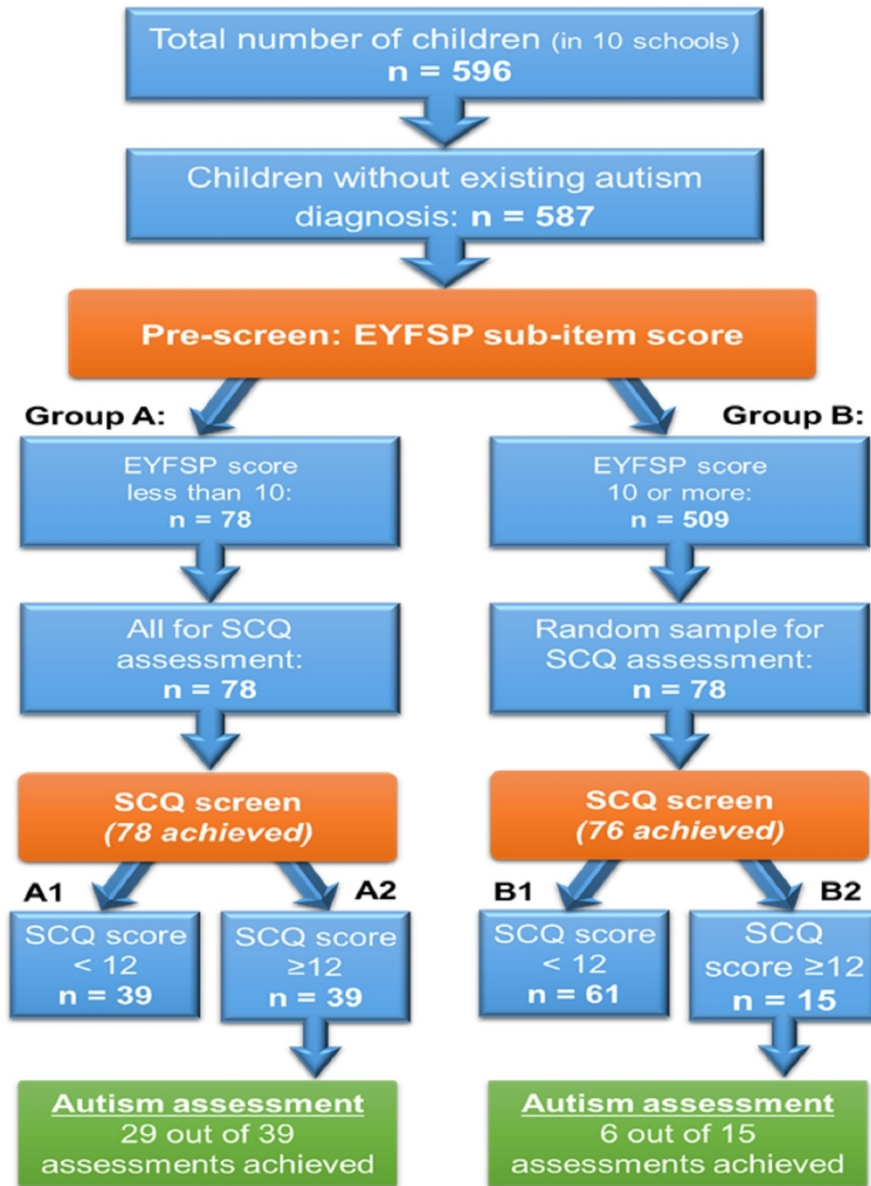 Total number of children (in 10 schools)
n = 596
Children without existing autism
diagnosis: n = 587
Pre-screen: EYFSP sub-item score
Group A:
EYFSP score
less than 10:
n = 78
All for SCQ
assessment:
n = 78
SCQ screen
(78 achieved)
A1
SCQ score
< 12
n = 39
A2
SCQ score
≥12
n = 39
Autism assessment
29 out of 39
assessments achieved
Group B:
EYFSP score
10 or more:
n = 509
Random sample for
SCQ assessment:
n = 78
SCQ screen
(76 achieved)
B1
SCQ score
< 12
n = 61
B2
SCQ
score ≥12
n = 15
Autism assessment
6 out of 15
assessments achieved